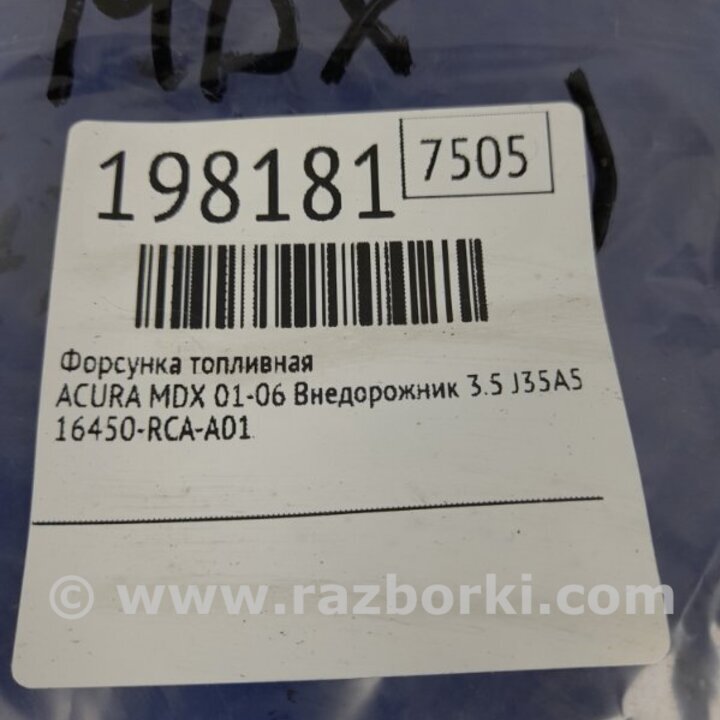 MDX
198181 7505
Форсунка топливная
ACURA MDX 01-06 Внедорожник 3.5 J35A5
16450-RCA-A01
© www.razborki.com